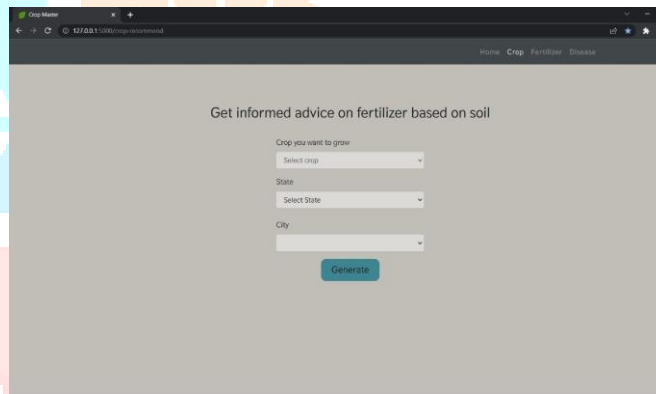 Crop Master
127.0.0.1:5000/crop-recommend
Home Crop Fertilizer Disease
Get informed advice on fertilizer based on soil
Crop you want to grow
Select crop
State
Select State
City
Generate